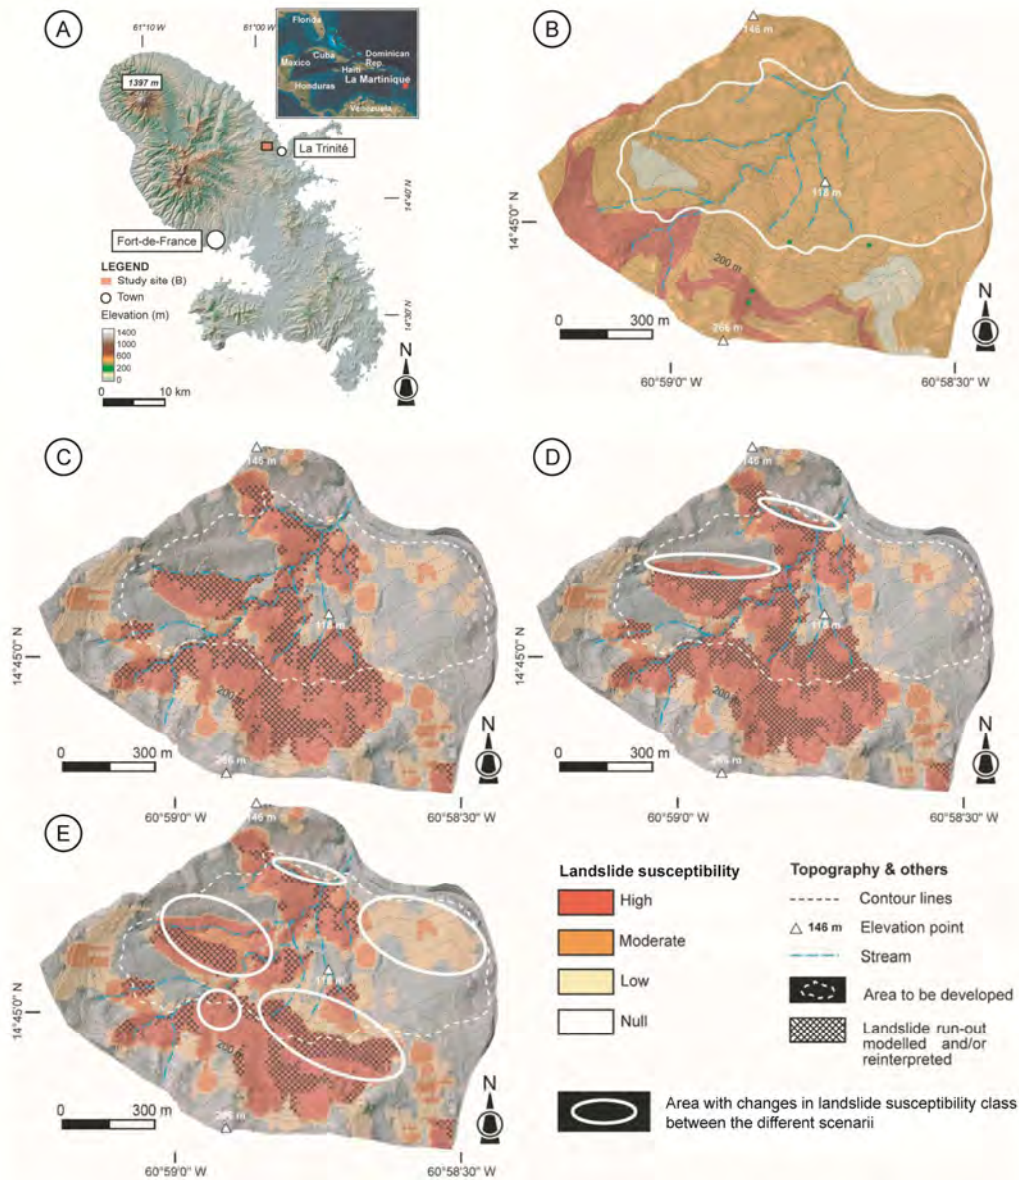 A
61°10' W
61°00' W
1397 m
Florida
Cuba
Dominican
Rep.
Mexico
Haiti
La Martinique
Honduras
Venezuela
La Trinité
14°40' N
Fort-de-France
LEGEND
Study site (B)
Town
Elevation (m)
1400
1000
600
200
0
14°30' N
N
0
10 km
B
146 m
118 m
14°45'0" N
200 m
N
0
300 m
266 m
60°59'0" W
60°58'30" W
C
146 m
118 m
14°45'0" N
200
N
0
300 m
266 m
60°59'0" W
60°58'30" W
D
146 m
118 m
14°45'0" N
200
N
0
300 m
60°59'0" W
60°58'30" W
E
146 m
118 m
14°45'0" N
200
N
0
300 m
266 m
60°59'0" W
60°58'30" W
Landslide susceptibility
High
Moderate
Low
Null
Topography & others
Contour lines
146 m
Elevation point
Stream
Area to be developed
Landslide run-out
modelled and/or
reinterpreted
Area with changes in landslide susceptibility class
between the different scenarii